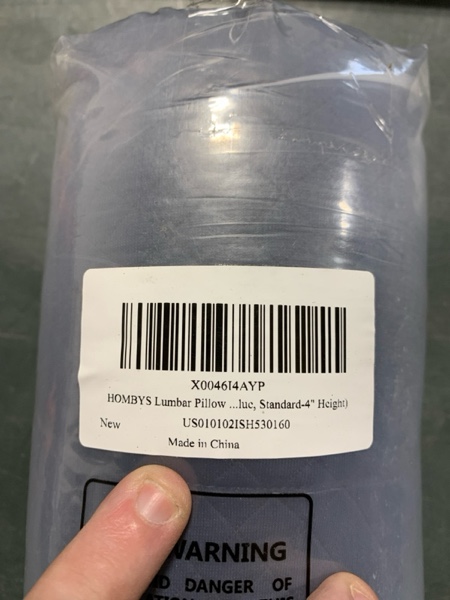 X0046I4AYP
HOMBYS Lumbar Pillow ...lue, Standard-4" Height)
New US010102ISH530160
Made in China
WARNING
DANGER OF